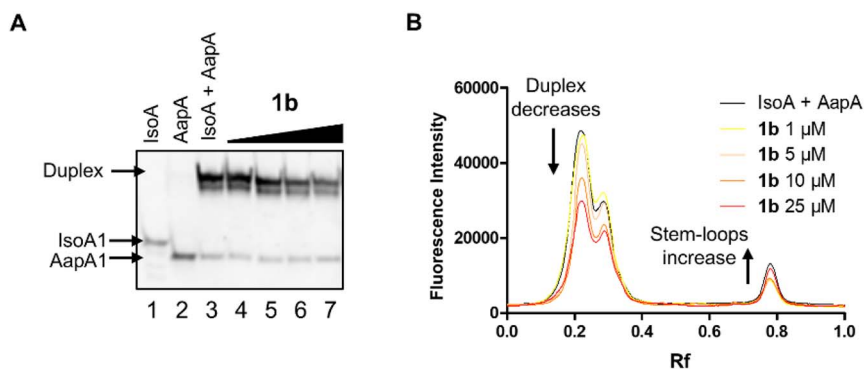 A
IsoA
AapA
IsoA + AapA
1b
Duplex
IsoA1
AapA1
1 2 3 4 5 6 7
B
60000
40000
20000
0
Fluorescence Intensity
Duplex
decreases
IsoA + AapA
1b 1 µM
1b 5 µM
1b 10 µM
1b 25 µM
Stem-loops
increase
0.0 0.2 0.4 0.6 0.8 1.0
Rf